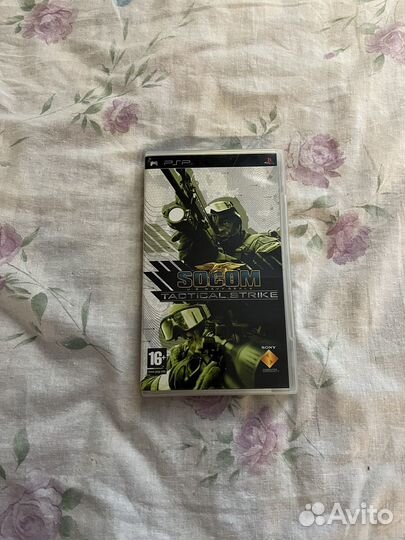 PSP
SOCOM
TACTICAL STRIKE
16+
SONY
Avito